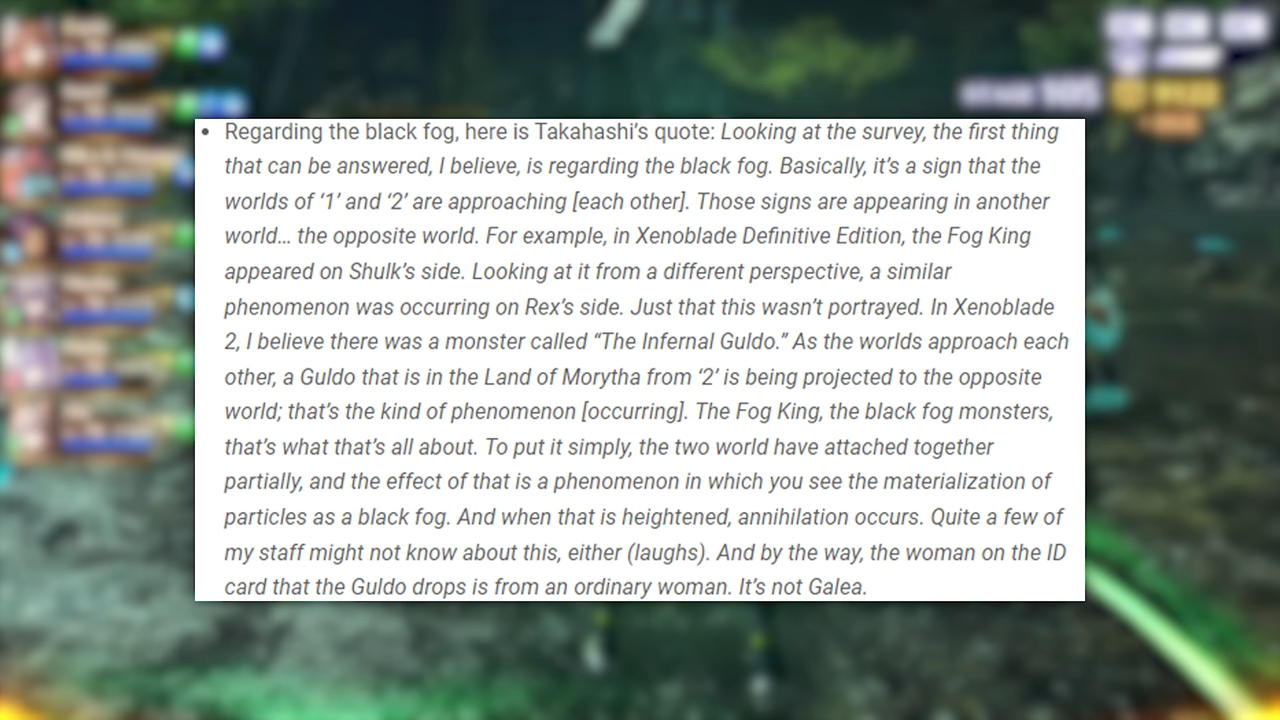 • Regarding the black fog, here is Takahashi’s quote: Looking at the survey, the first thing
that can be answered, I believe, is regarding the black fog. Basically, it’s a sign that the
worlds of ‘1’ and ‘2’ are approaching [each other]. Those signs are appearing in another
world… the opposite world. For example, in Xenoblade Definitive Edition, the Fog King
appeared on Shulk’s side. Looking at it from a different perspective, a similar
phenomenon was occurring on Rex’s side. Just that this wasn’t portrayed. In Xenoblade
2, I believe there was a monster called “The Infernal Guldo.” As the worlds approach each
other, a Guldo that is in the Land of Morytha from ‘2’ is being projected to the opposite
world; that’s the kind of phenomenon [occurring]. The Fog King, the black fog monsters,
that’s what that’s all about. To put it simply, the two world have attached together
partially, and the effect of that is a phenomenon in which you see the materialization of
particles as a black fog. And when that is heightened, annihilation occurs. Quite a few of
my staff might not know about this, either (laughs). And by the way, the woman on the ID
card that the Guldo drops is from an ordinary woman. It’s not Galea.